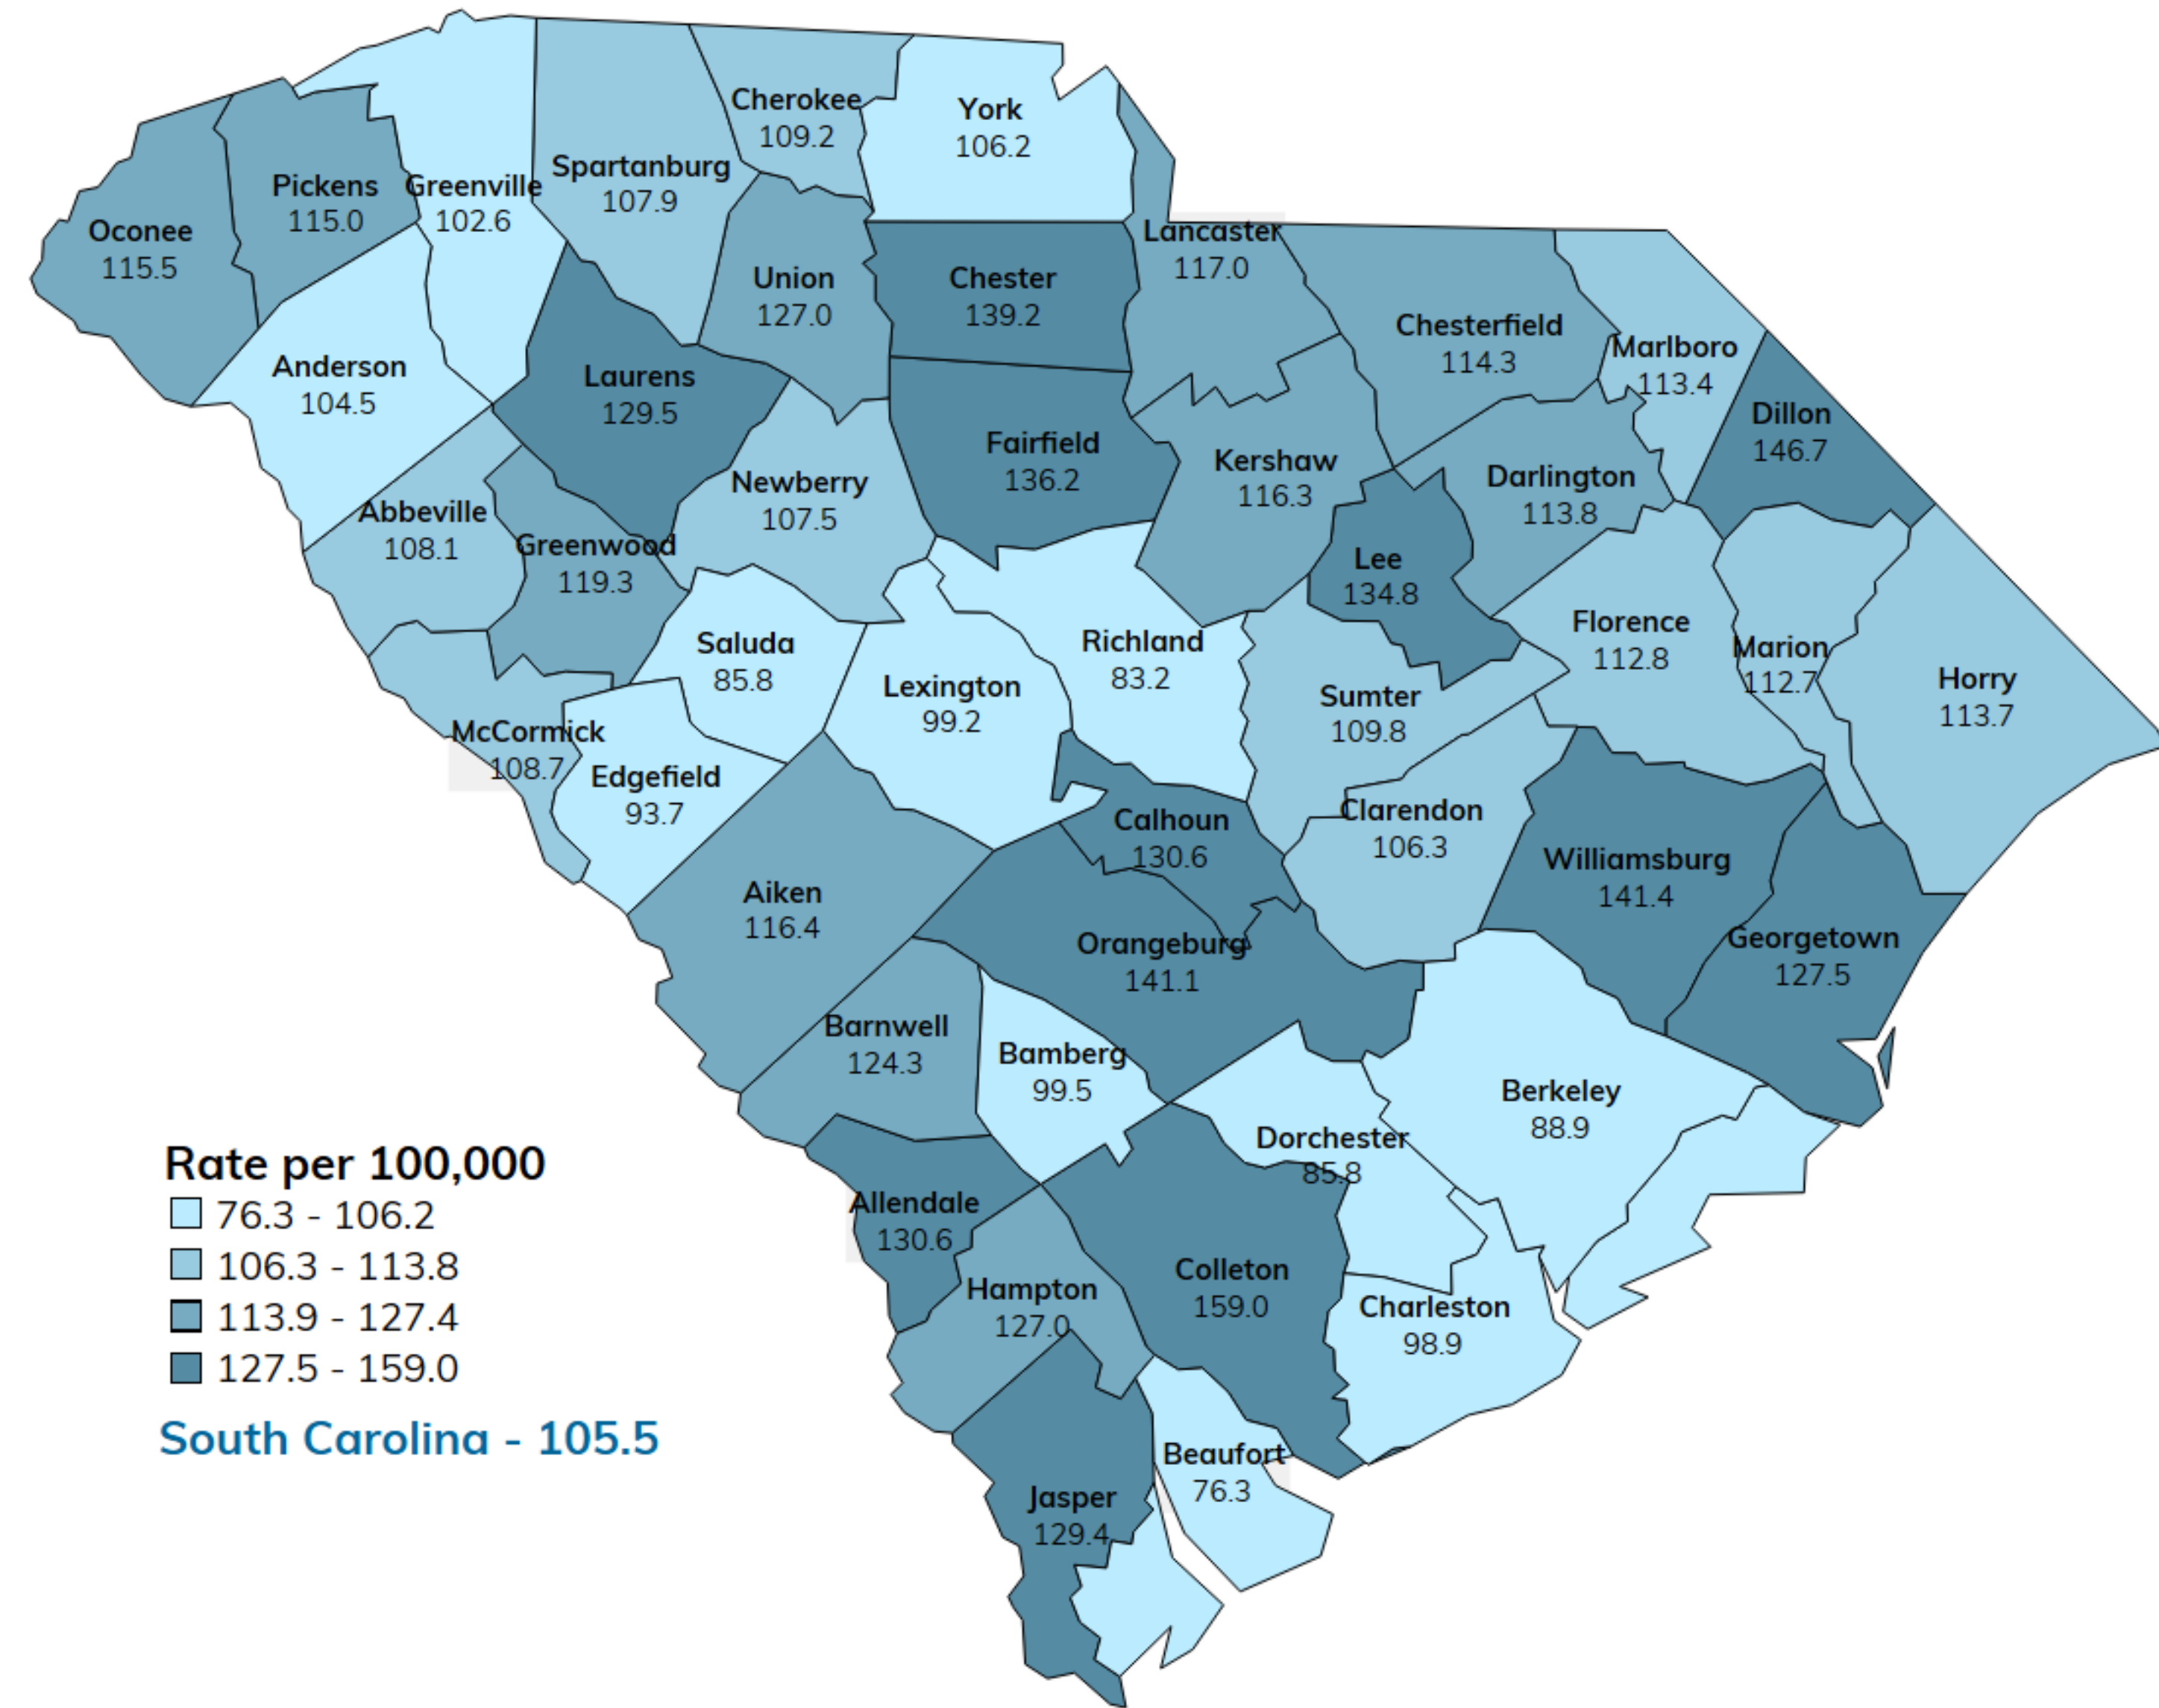 Cherokee
109.2
York
106.2
Spartanburg
107.9
Pickens
115.0
Greenville
102.6
Oconee
115.5
Lancaster
117.0
Union
127.0
Chester
139.2
Chesterfield
114.3
Marlboro
113.4
Anderson
104.5
Laurens
129.5
Dillon
146.7
Fairfield
136.2
Kershaw
116.3
Darlington
113.8
Newberry
107.5
Abbeville
108.1
Greenwood
119.3
Lee
134.8
Florence
112.8
Saluda
85.8
Richland
83.2
Marion
112.7
Lexington
99.2
Sumter
109.8
Horry
113.7
McCormick
108.7
Edgefield
93.7
Calhoun
130.6
Clarendon
106.3
Williamsburg
141.4
Aiken
116.4
Orangeburg
141.1
Georgetown
127.5
Barnwell
124.3
Bamberg
99.5
Berkeley
88.9
Dorchester
85.8
Allendale
130.6
Hampton
127.0
Colleton
159.0
Charleston
98.9
Beaufort
76.3
Jasper
129.4
Rate per 100,000
76.3 - 106.2
106.3 - 113.8
113.9 - 127.4
127.5 - 159.0
South Carolina - 105.5